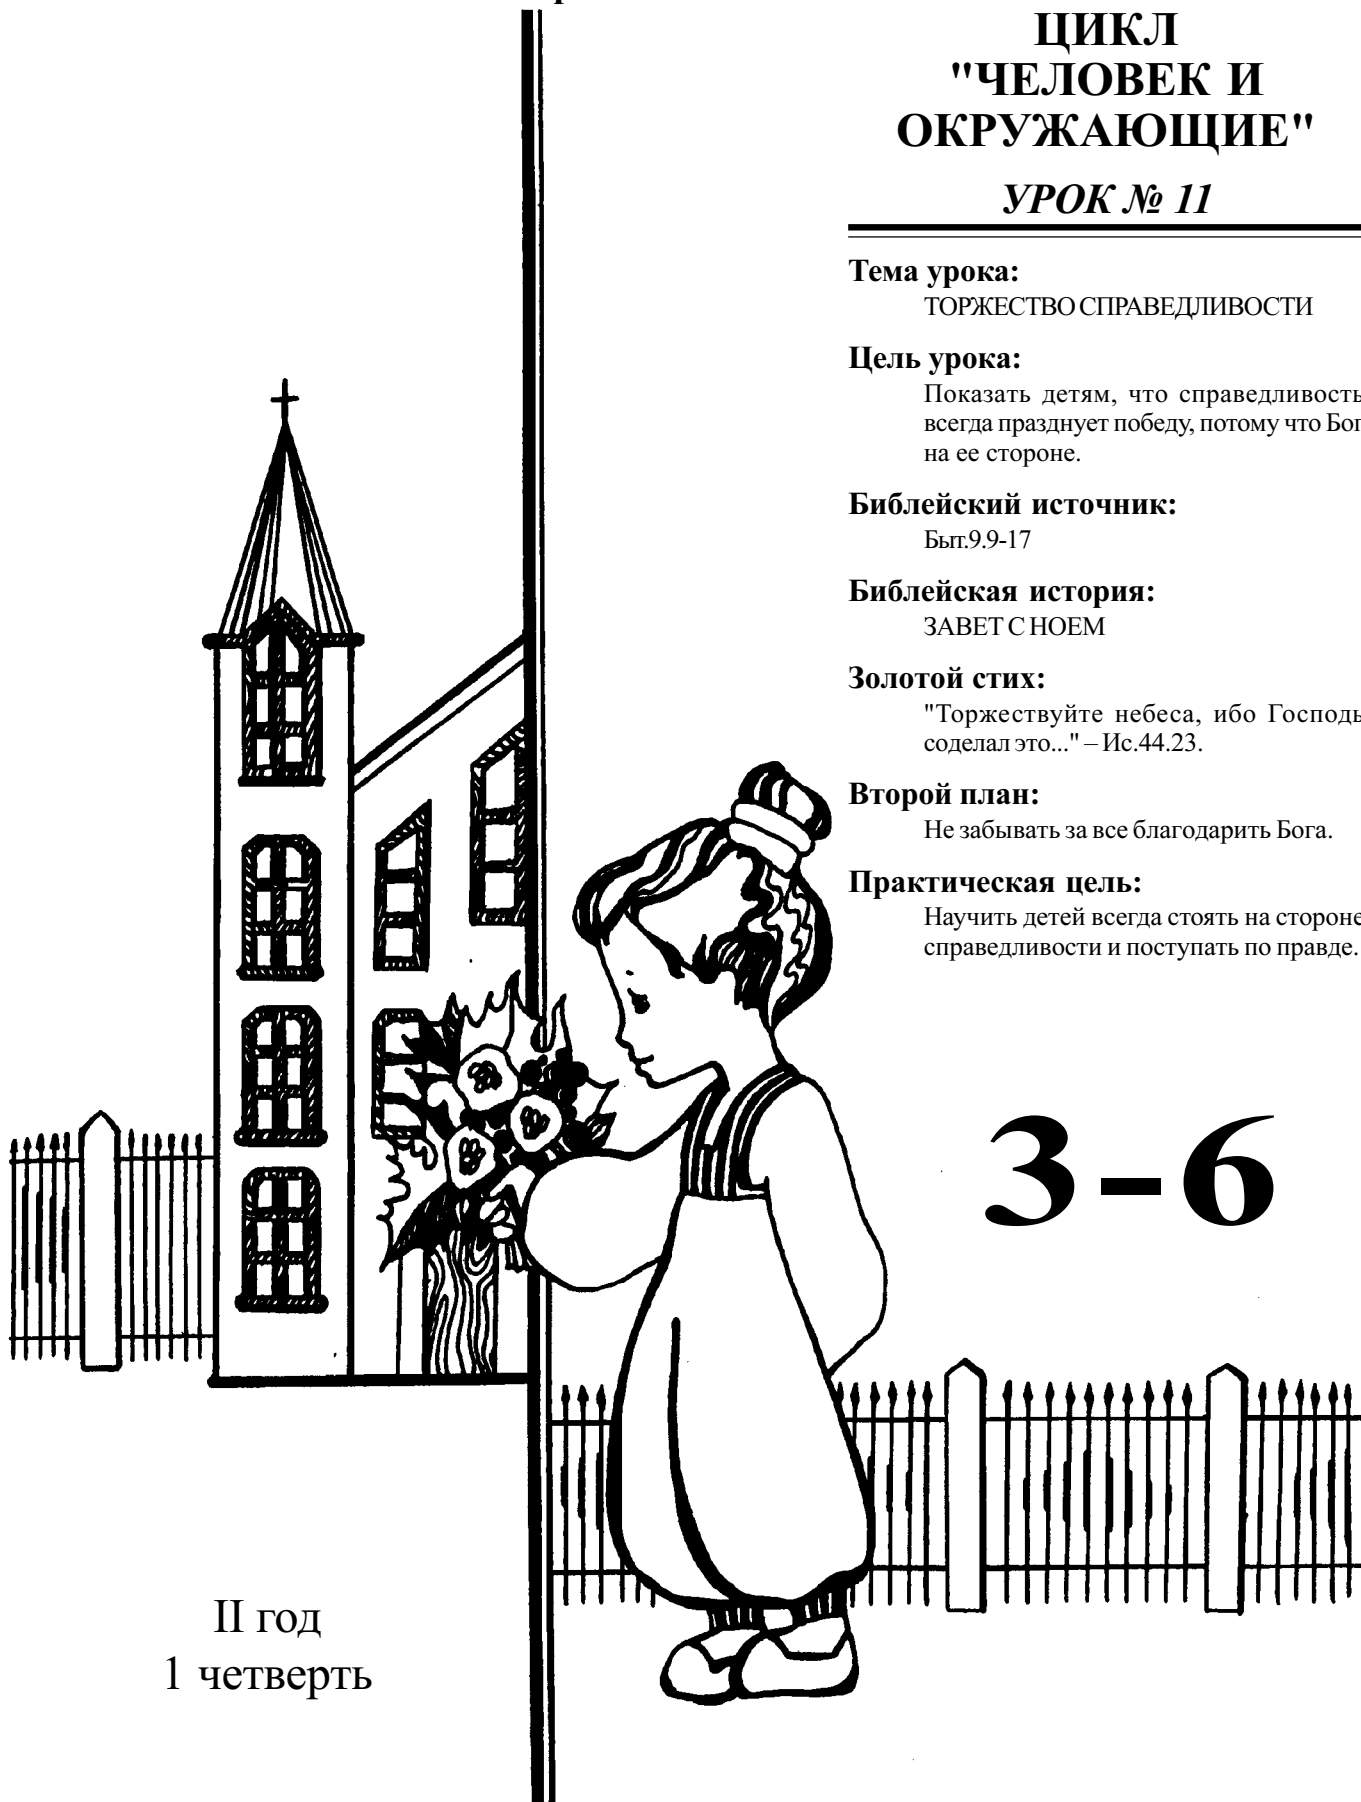 ЦИКЛ
"ЧЕЛОВЕК И
ОКРУЖАЮЩИЕ"
УРОК № 11
Тема урока:
ТОРЖЕСТВО СПРАВЕДЛИВОСТИ
Цель урока:
Показать детям, что справедливость
всегда празднует победу, потому что Бог
на ее стороне.
Библейский источник:
Быт.9.9-17
Библейская история:
ЗАВЕТ С НОЕМ
Золотой стих:
"Торжествуйте небеса, ибо Господь
соделал это..." – Ис.44.23.
Второй план:
Не забывать за все благодарить Бога.
Практическая цель:
Научить детей всегда стоять на стороне
справедливости и поступать по правде.
3-6
II год
1 четверть